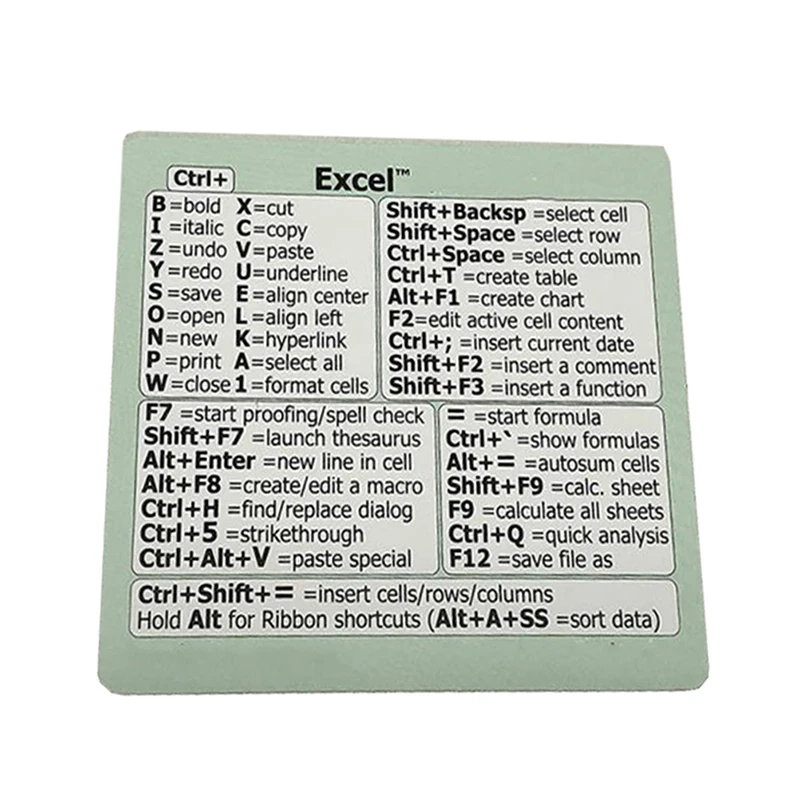 Ctrl+ Excel™
B=bold X=cut
I=italic C=copy
Z=undo V=paste
Y=redo U=underline
S=save E=align center
O=open L=align left
N=new K=hyperlink
P=print A=select all
W=close 1=format cells
Shift+Backsp =select cell
Shift+Space =select row
Ctrl+Space =select column
Ctrl+T =create table
Alt+F1 =create chart
F2=edit active cell content
Ctrl+; =insert current date
Shift+F2 =insert a comment
Shift+F3 =insert a function
F7 =start proofing/spell check
Shift+F7 =launch thesaurus
Alt+Enter =new line in cell
Alt+F8 =create/edit a macro
Ctrl+H =find/replace dialog
Ctrl+5 =strikethrough
Ctrl+Alt+V =paste special
= =start formula
Ctrl+` =show formulas
Alt+= =autosum cells
Shift+F9 =calc. sheet
F9 =calculate all sheets
Ctrl+Q =quick analysis
F12 =save file as
Ctrl+Shift+= =insert cells/rows/columns
Hold Alt for Ribbon shortcuts (Alt+A+SS =sort data)